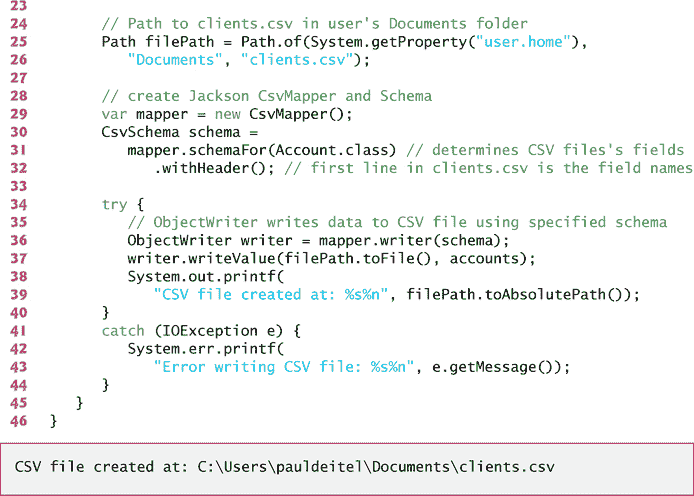 23
24 // Path to clients.csv in user's Documents folder
25 Path filePath = Path.of(System.getProperty("user.home"),
26 "Documents", "clients.csv");
27
28 // create Jackson CsvMapper and Schema
29 var mapper = new CsvMapper();
30 CsvSchema schema =
31 mapper.schemaFor(Account.class) // determines CSV files's fields
32 .withHeader(); // first line in clients.csv is the field names
33
34 try {
35 // ObjectWriter writes data to CSV file using specified schema
36 ObjectWriter writer = mapper.writer(schema);
37 writer.writeValue(filePath.toFile(), accounts);
38 System.out.printf(
39 "CSV file created at: %s%n", filePath.toAbsolutePath());
40 }
41 catch (IOException e) {
42 System.err.printf(
43 "Error writing CSV file: %s%n", e.getMessage());
44 }
45 }
46 }
CSV file created at: C:\Users\pauldeitel\Documents\clients.csv